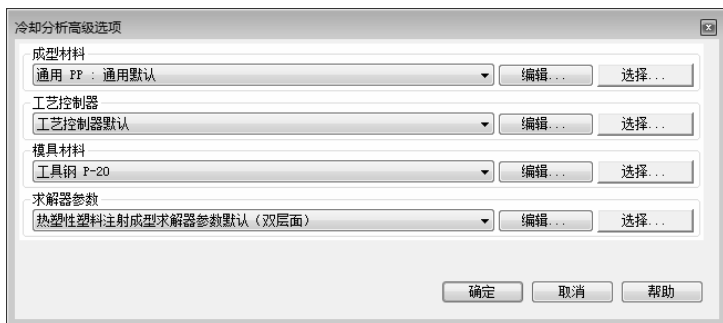 冷却分析高级选项
成型材料
通用 PP : 通用默认 编辑... 选择...
工艺控制器
工艺控制器默认 编辑... 选择...
模具材料
工具钢 P-20 编辑... 选择...
求解器参数
热塑性塑料注射成型求解器参数默认（双层面） 编辑... 选择...
确定 取消 帮助